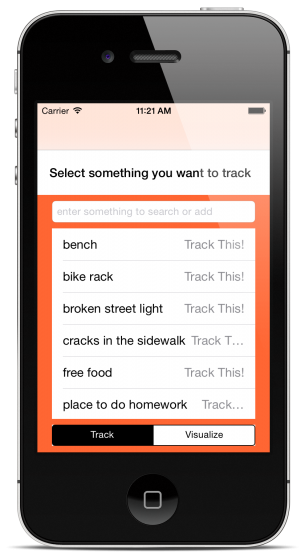 Carrier 11:21 AM
Select something you want to track
enter something to search or add
bench Track This!
bike rack Track This!
broken street light Track This!
cracks in the sidewalk Track T...
free food Track This!
place to do homework Track...
Track Visualize